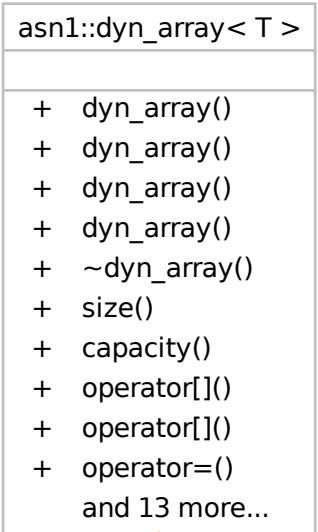 asn1::dyn_array< T >
+ dyn_array()
+ dyn_array()
+ dyn_array()
+ dyn_array()
+ ~dyn_array()
+ size()
+ capacity()
+ operator[]()
+ operator[]()
+ operator=()
and 13 more...